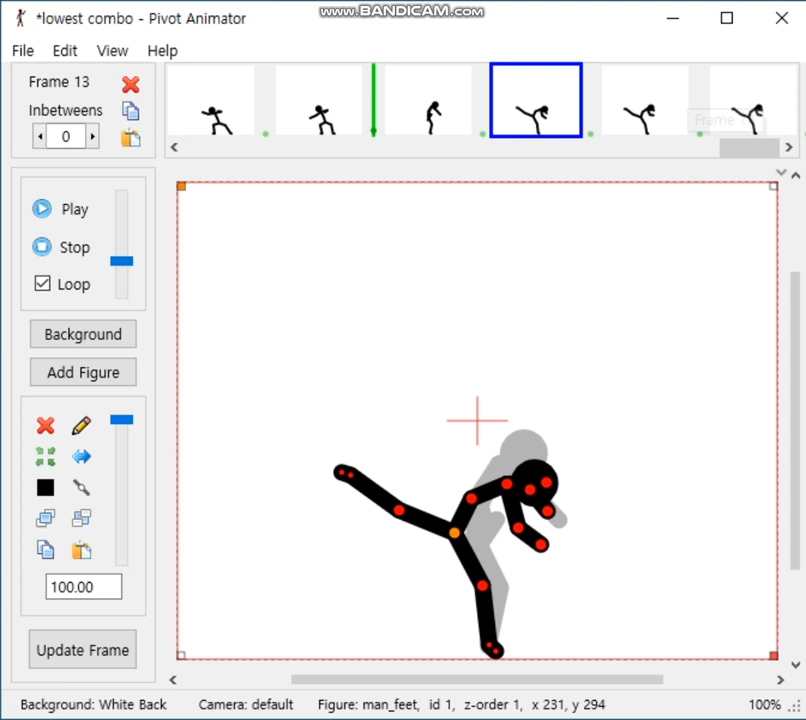 *lowest combo - Pivot Animator
www.BANDICAM.com
File Edit View Help
Frame 13
Inbetweens
0
Frame
Play
Stop
Loop
Background
Add Figure
100.00
Update Frame
Background: White Back Camera: default Figure: man_feet, id 1, z-order 1, x 231, y 294 100%